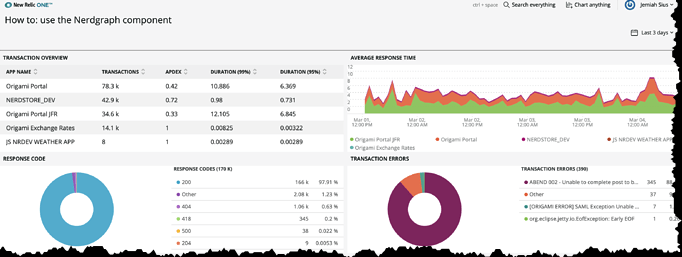 New Relic ONE™
ctrl + space
Search everything
Chart anything
Jemiah Sius
How to: use the Nerdgraph component
Last 3 days
TRANSACTION OVERVIEW
APP NAME TRANSACTIONS APDEX DURATION (99%) DURATION (95%)
Origami Portal 78.3 k 0.42 10,886 6.369
NERDSTORE_DEV 42.9 k 0.72 0.98 0.731
Origami Portal JFR 34.6 k 0.33 12.105 6.845
Origami Exchange Rates 14.1 k 1 0.00825 0.00322
JS NRDEV WEATHER APP 8 1 0.00289 0.00289
AVERAGE RESPONSE TIME
12
10
8
6
4
2
0
Mar 01, 12:00 PM
Mar 02, 12:00 AM
Mar 02, 12:00 PM
Mar 03, 12:00 AM
Mar 03, 12:00 PM
Mar 04, 12:00 AM
Origami Portal JFR
Origami Portal
NERDSTORE_DEV
JS NRDEV WEATHER APP
Origami Exchange Rates
RESPONSE CODE
RESPONSE CODES (170 K)
200 166 k 97.91 %
Other 2.08 k 1.23 %
404 1.06 k 0.63 %
418 345 0.2 %
500 38 0.022 %
204 9 0.0053 %
TRANSACTION ERRORS
TRANSACTION ERRORS (390)
ABEND 002 - Unable to complete post to b... 345 88
Other 37 9
[ORIGAMI ERROR] SAML Exception Unable ... 7 1
org.eclipse.jetty.io.EofException: Early EOF 1 0.